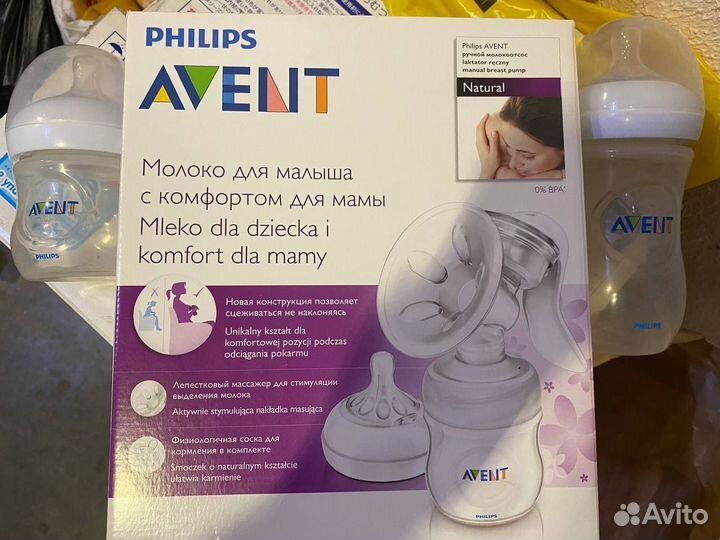 PHILIPS
AVENT
Philips AVENT
ручной молокоотсос
laktator ręczny
manual breast pump
Natural
0% BPA*
Молоко для малыша
с комфортом для мамы
Mleko dla dziecka i
komfort dla mamy
Новая конструкция позволяет
сцеживаться не наклоняясь
Unikalny kształt dla
komfortowej pozycji podczas
odciągania pokarmu
Лепестковый массажер для стимуляции
выделения молока
Aktywnie stymulująca nakładka masująca
Физиологичная соска для
кормления в комплекте
Smoczek o naturalnym kształcie
ułatwia karmienie
AVENT
PHILIPS
AVENT
PHILIPS
AVENT
PHILIPS
Avito